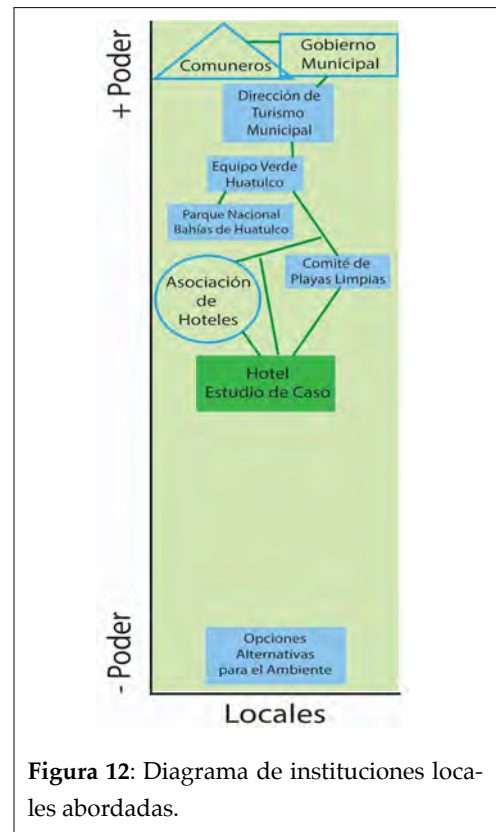 + Poder
Comuneros
Gobierno
Municipal
Dirección de
Turismo
Municipal
Equipo Verde
Huatulco
Parque Nacional
Bahías de Huatulco
Comité de
Playas Limpias
Asociación
de
Hoteles
Hotel
Estudio de Caso
Opciones
Alternativas
para el Ambiente
- Poder
Locales
Figura 12: Diagrama de instituciones loca-
les abordadas.